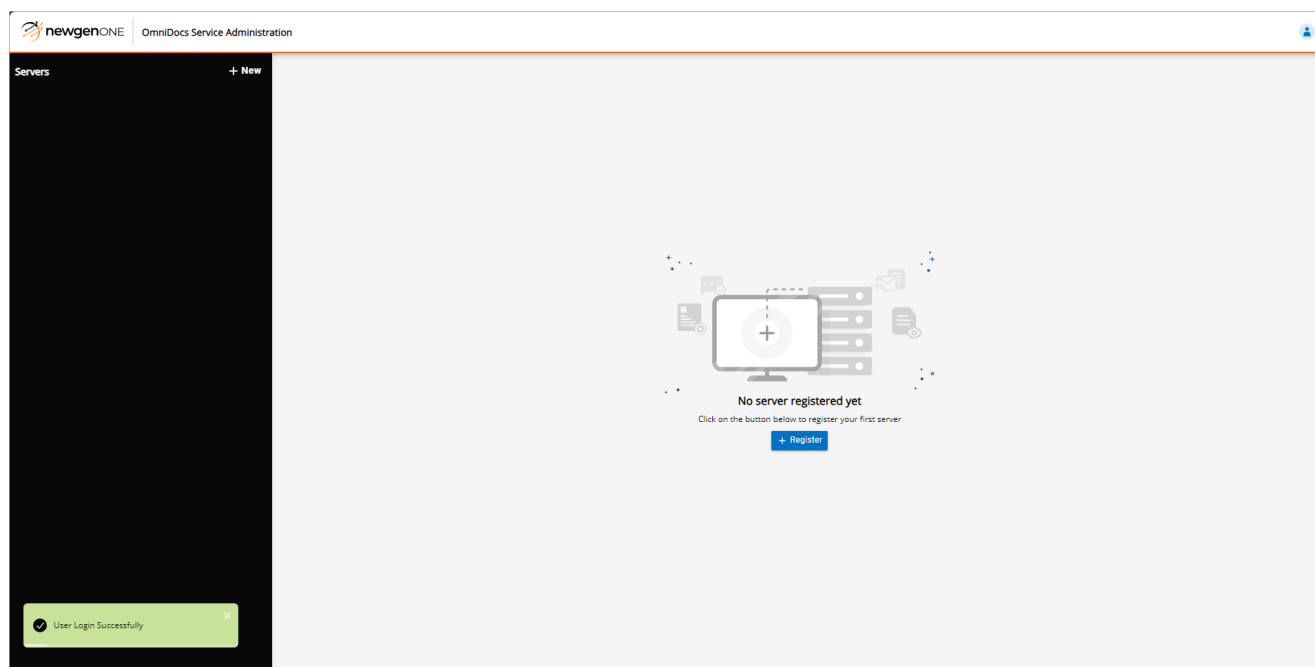 newgenONE
OmniDocs Service Administration
Servers
+ New
No server registered yet
Click on the button below to register your first server
+ Register
User Login Successfully